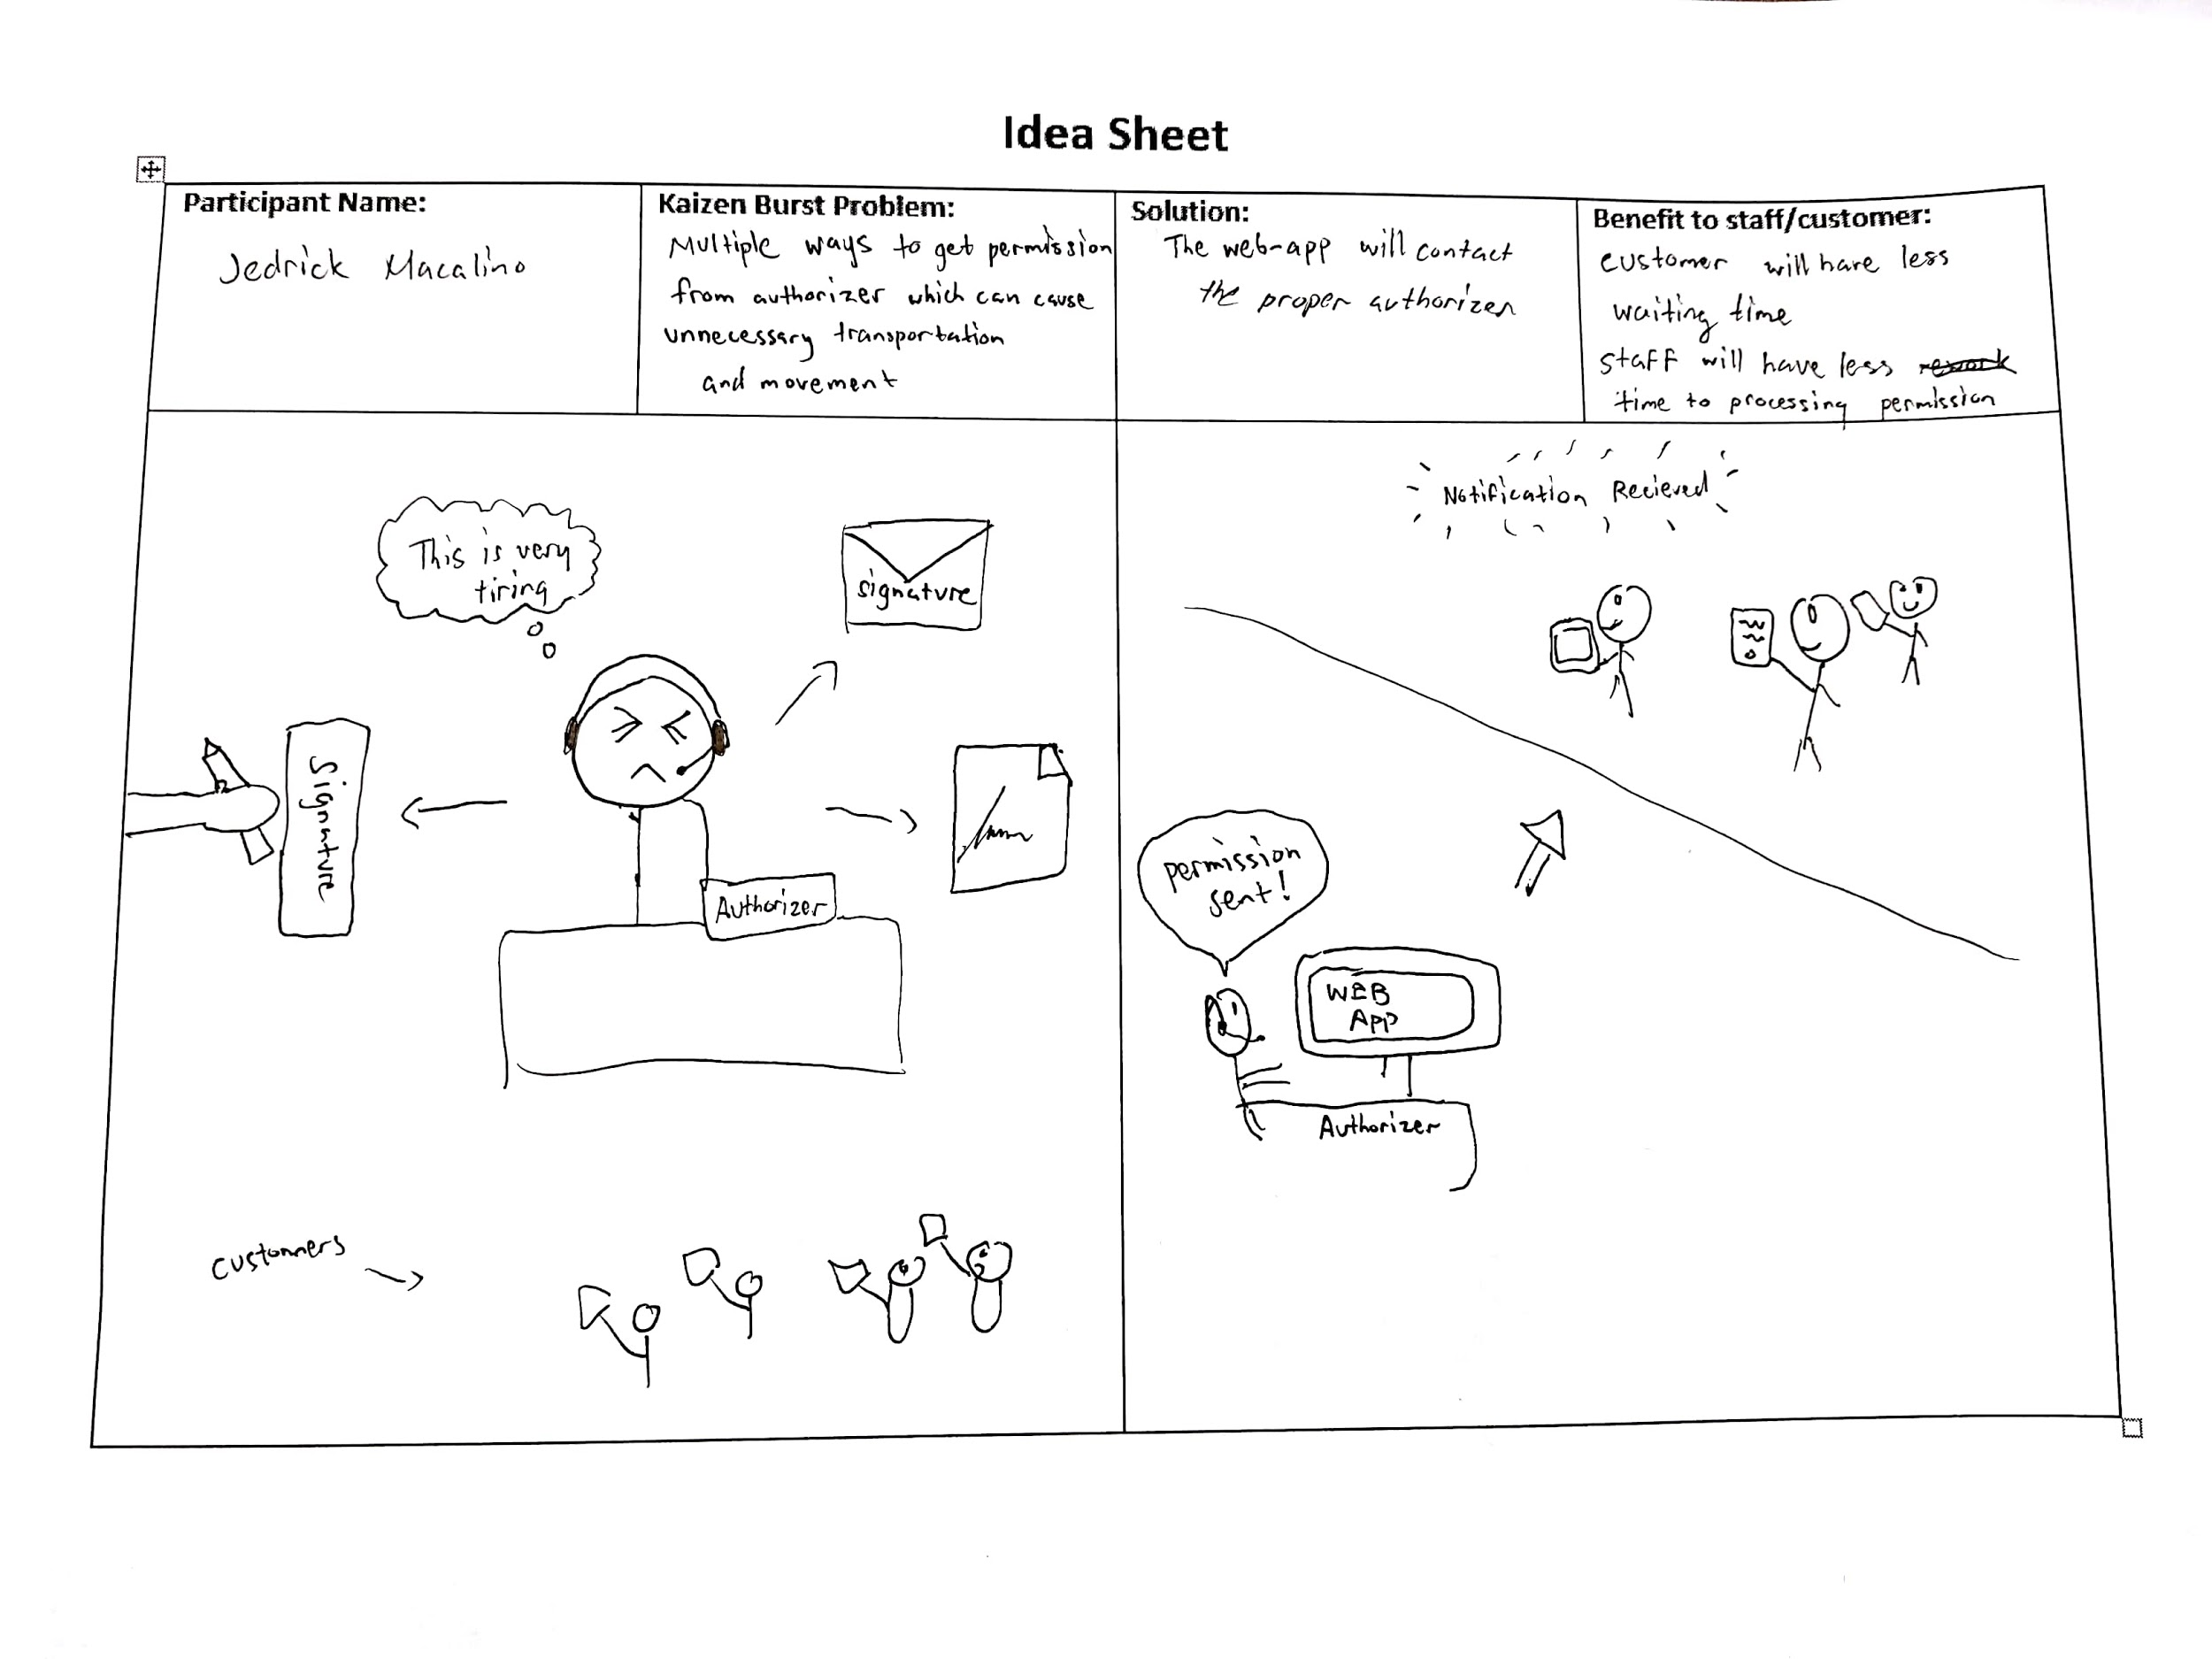 Idea Sheet
Participant Name:
Jedrick Macalino
Kaizen Burst Problem:
Multiple ways to get permission
from authorizer which can cause
unnecessary transportation
and movement
Solution:
The web-app will contact
the proper authorizer
Benefit to staff/customer:
customer will have less
waiting time
staff will have less rework
time to processing permission
This is very
tiring
signature
Signature
Authorizer
customers
Notification Recieved
permission
sent!
WEB
App
Authorizer